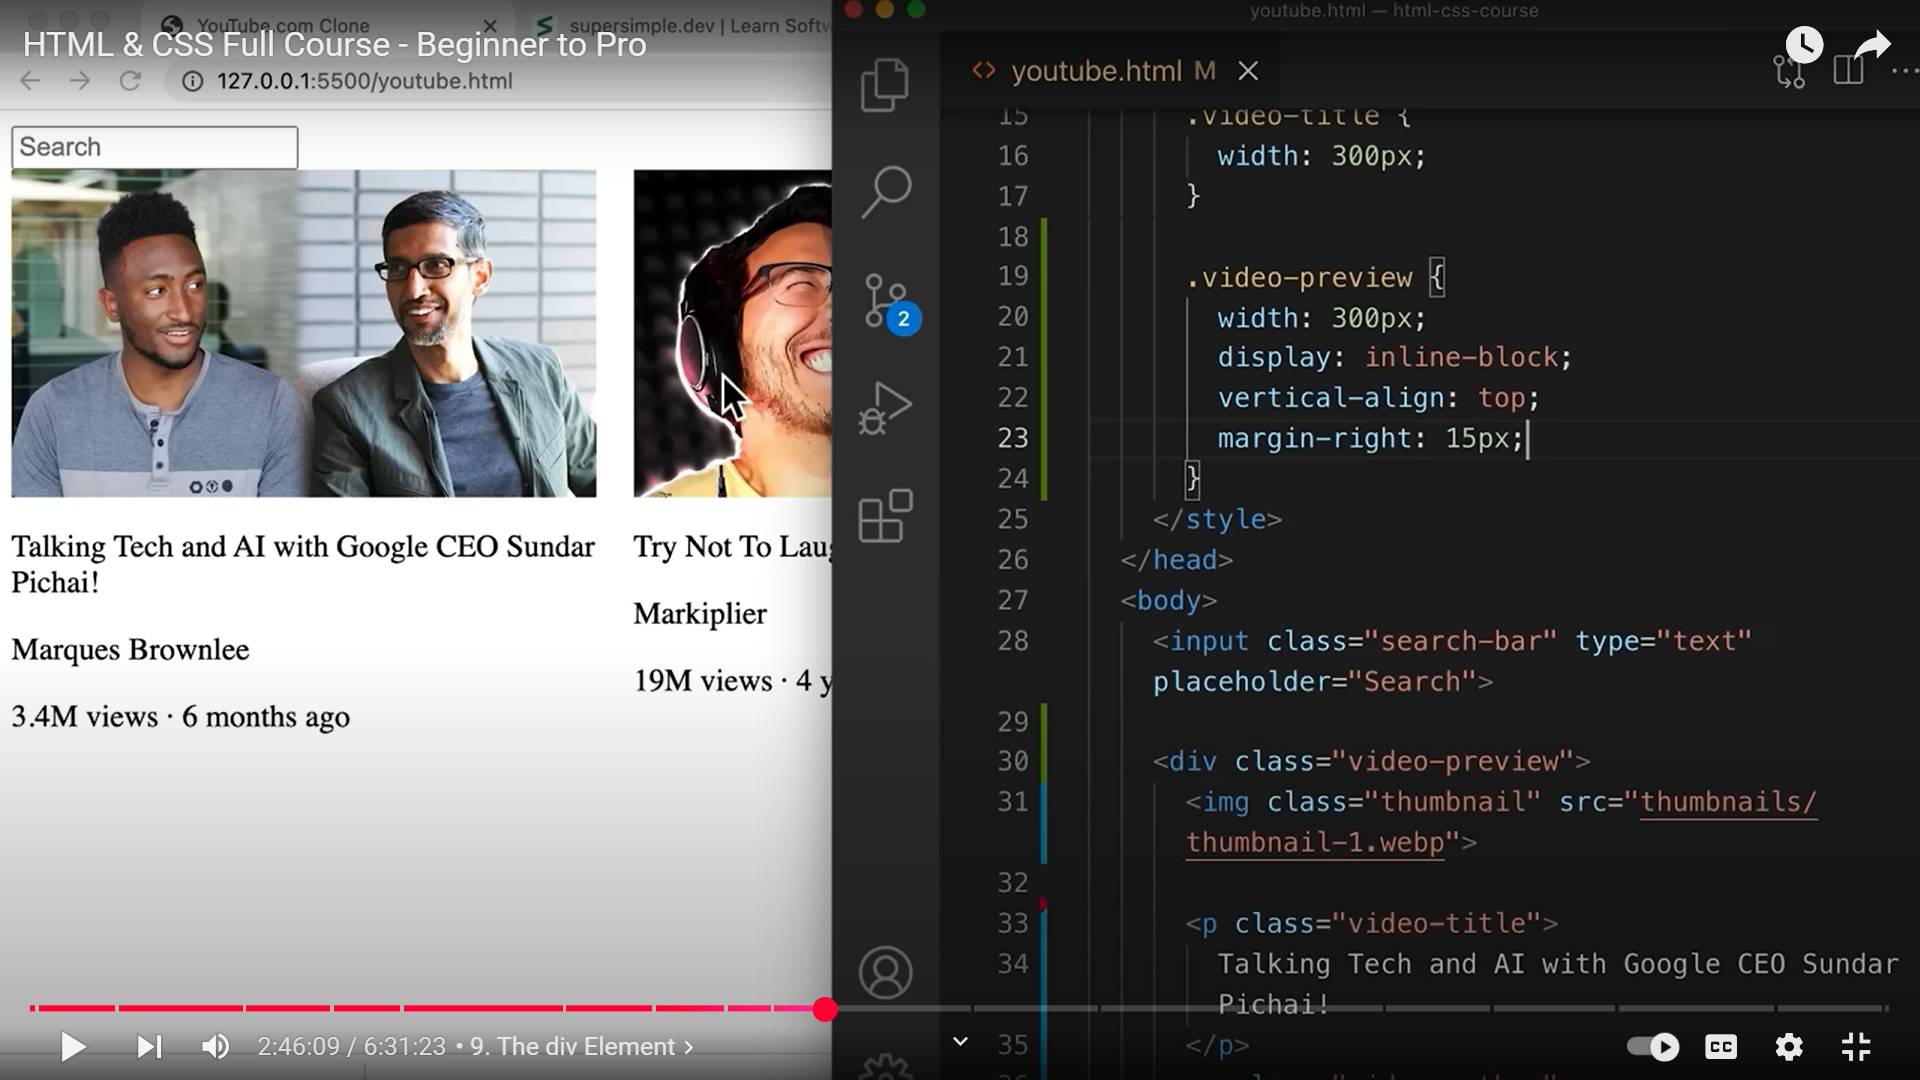 YouTube.com Clone
supersimple.dev | Learn Softw
HTML & CSS Full Course - Beginner to Pro
127.0.0.1:5500/youtube.html
Search
Talking Tech and AI with Google CEO Sundar
Pichai!
Marques Brownlee
3.4M views · 6 months ago
Try Not To Laug
Markiplier
19M views · 4 y
youtube.html — html-css-course
youtube.html M
2
15 .video-title {
16 width: 300px;
17 }
18
19 .video-preview {
20 width: 300px;
21 display: inline-block;
22 vertical-align: top;
23 margin-right: 15px;
24 }
25 </style>
26 </head>
27 <body>
28 <input class="search-bar" type="text"
placeholder="Search">
29
30 <div class="video-preview">
31 <img class="thumbnail" src="thumbnails/
thumbnail-1.webp">
32
33 <p class="video-title">
34 Talking Tech and AI with Google CEO Sundar
Pichai!
35 </p>
2:46:09 / 6:31:23 • 9. The div Element
CC